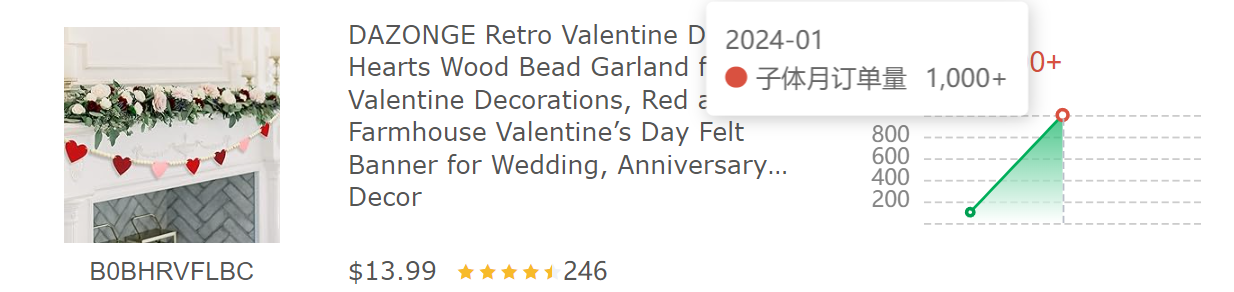 DAZONGE Retro Valentine D
Hearts Wood Bead Garland f
Valentine Decorations, Red a
Farmhouse Valentine’s Day Felt
Banner for Wedding, Anniversary...
Decor
B0BHRVFLBC
$13.99
246
2024-01
子体月订单量 1,000+
0+
800
600
400
200